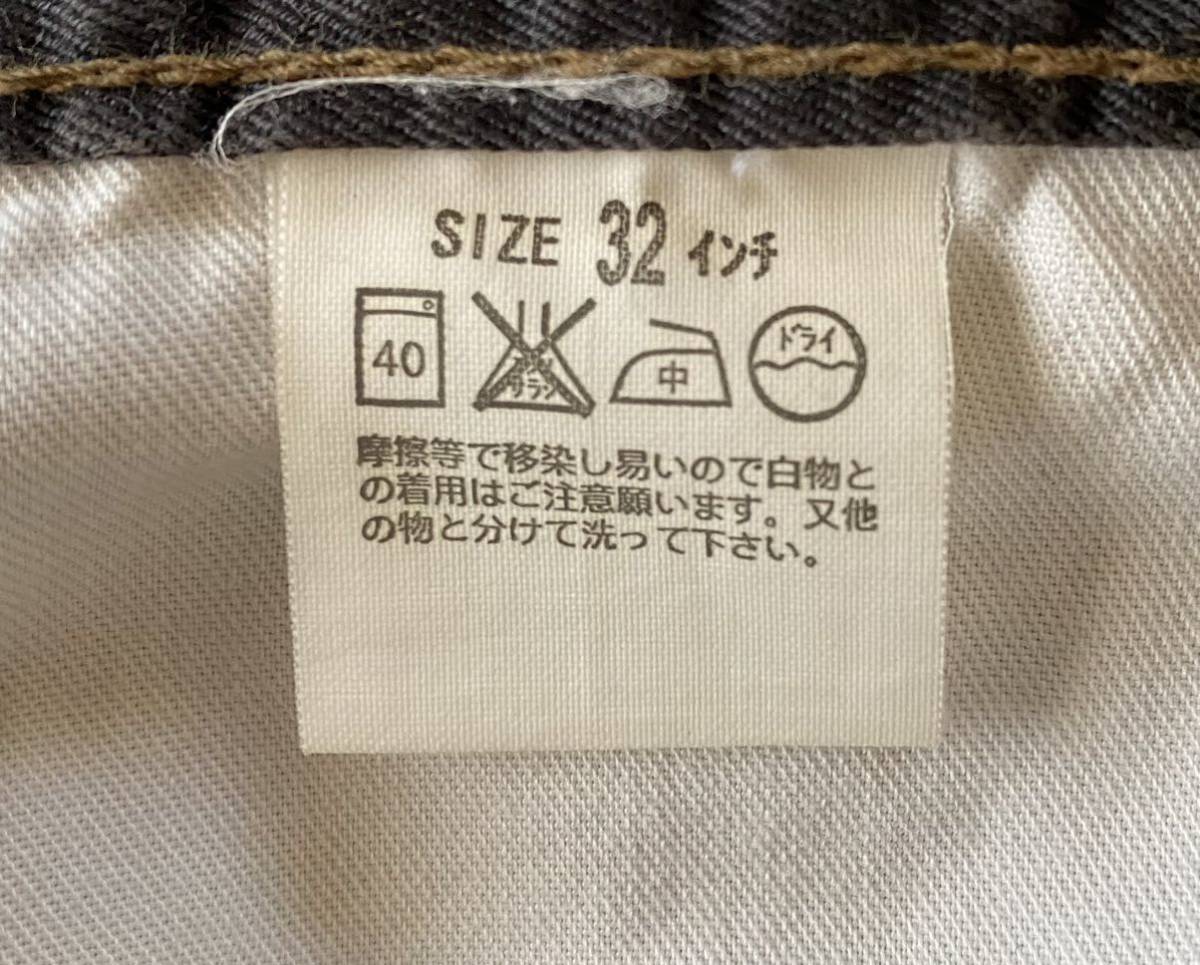 SIZE 32 インチ
40 中 ドライ
摩擦等で移染し易いので白物と
の着用はご注意願います。又他
の物と分けて洗って下さい。